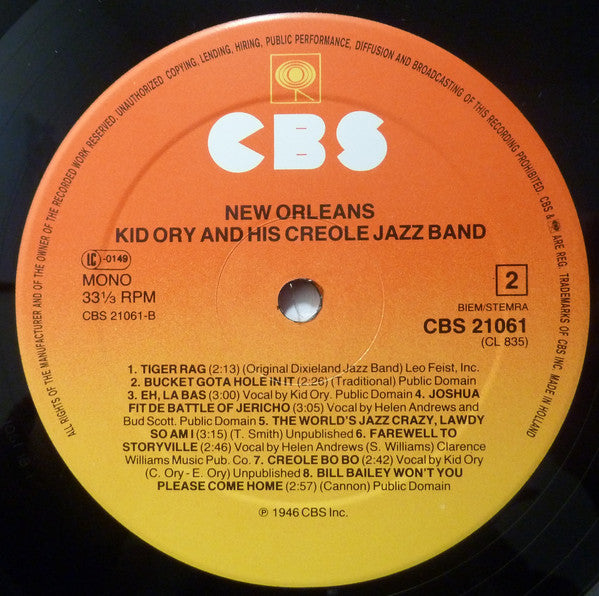 ALL RIGHTS OF THE MANUFACTURER AND OF THE OWNER OF THE RECORDED WORK RESERVED. UNAUTHORIZED COPYING, LENDING, HIRING, PUBLIC PERFORMANCE, DIFFUSION AND BROADCASTING OF THIS RECORDING PROHIBITED. CBS & ARE REG. TRADEMARKS OF CBS INC. MADE IN HOLLAND
CBS
NEW ORLEANS
KID ORY AND HIS CREOLE JAZZ BAND
LC-0149
MONO
33⅓ RPM
CBS 21061-B
2
BIEM/STEMRA
CBS 21061
(CL 835)
1. TIGER RAG (2:13) (Original Dixieland Jazz Band) Leo Feist, Inc.
2. BUCKET GOTA HOLE IN IT (2:26) (Traditional) Public Domain
3. EH, LA BAS (3:00) Vocal by Kid Ory. Public Domain 4. JOSHUA
FIT DE BATTLE OF JERICHO (3:05) Vocal by Helen Andrews and
Bud Scott. Public Domain 5. THE WORLD'S JAZZ CRAZY, LAWDY
SO AM I (3:15) (T. Smith) Unpublished 6. FAREWELL TO
STORYVILLE (2:46) Vocal by Helen Andrews (S. Williams) Clarence
Williams Music Pub. Co. 7. CREOLE BO BO (2:42) Vocal by Kid Ory
(C. Ory - E. Ory) Unpublished 8. BILL BAILEY WON'T YOU
PLEASE COME HOME (2:57) (Cannon) Public Domain
℗ 1946 CBS Inc.